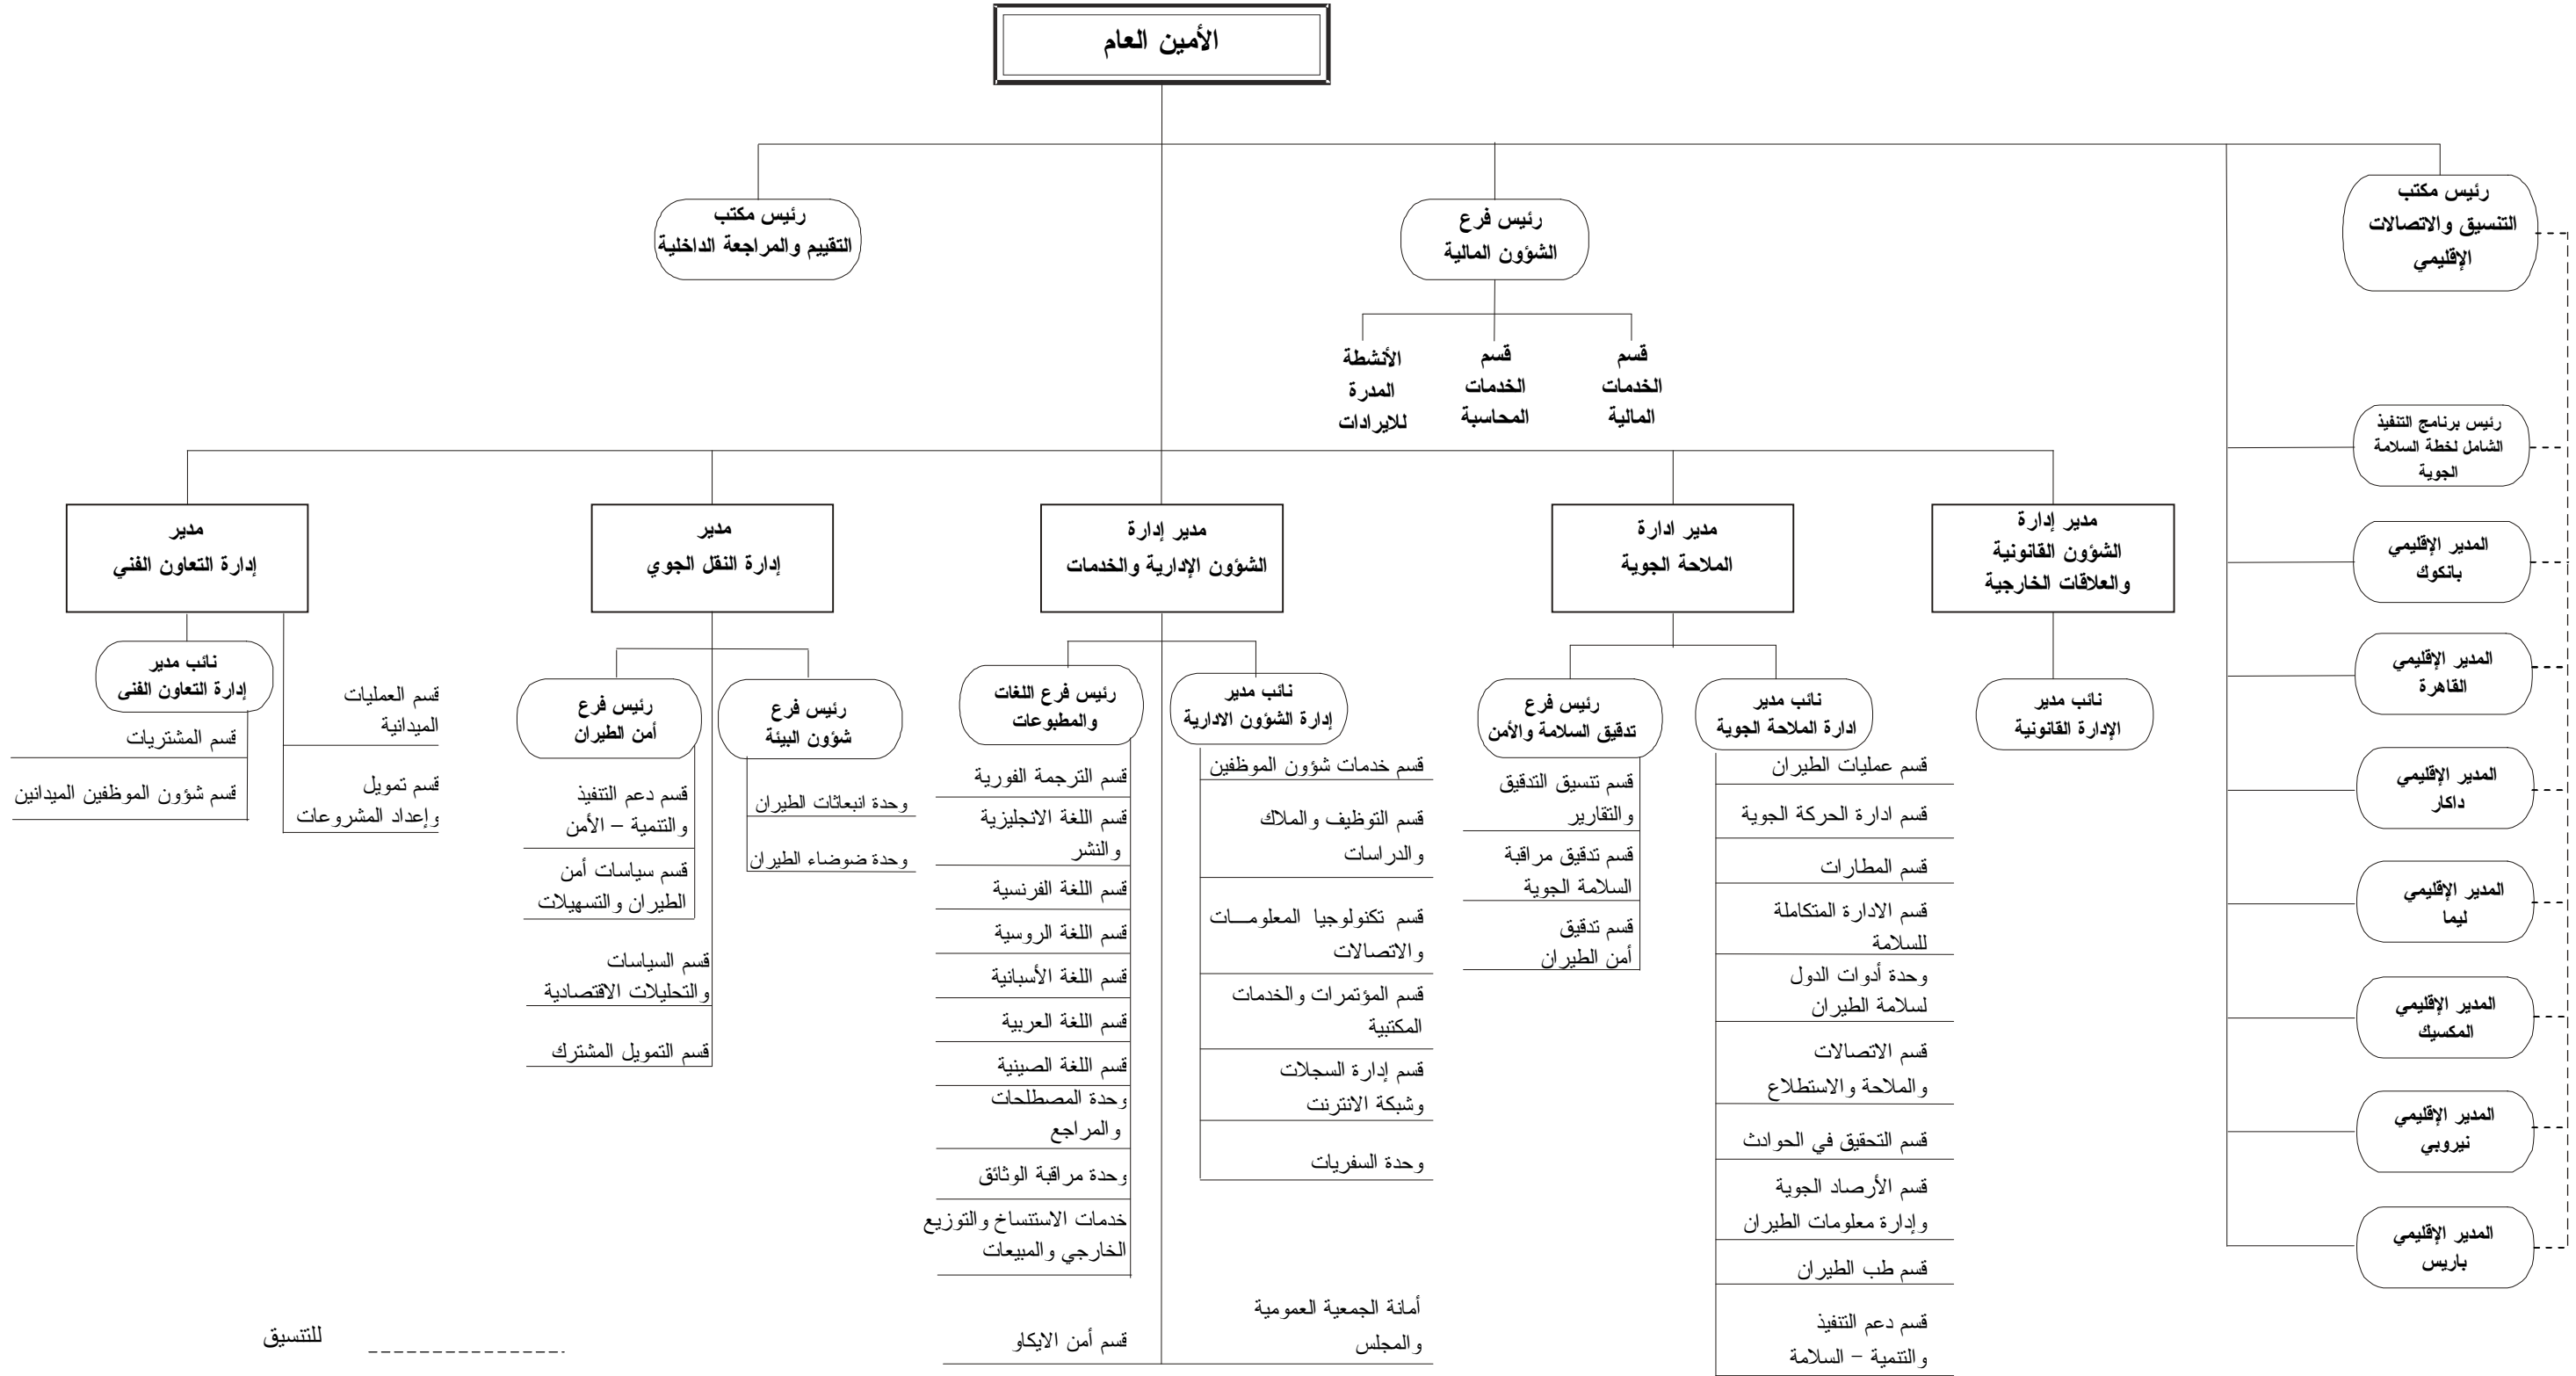 الأمين العام
رئيس مكتب
التنسيق والاتصالات
الإقليمي
رئيس فرع
الشؤون المالية
رئيس مكتب
التقييم والمراجعة الداخلية
قسم
الخدمات
المالية
قسم
الخدمات
المحاسبة
الأنشطة
المدرة
للايرادات
رئيس برنامج التنفيذ
الشامل لخطة السلامة
الجوية
المدير الإقليمي
بانكوك
المدير الإقليمي
القاهرة
المدير الإقليمي
داكار
المدير الإقليمي
ليما
المدير الإقليمي
المكسيك
المدير الإقليمي
نيروبي
المدير الإقليمي
باريس
مدير إدارة
الشؤون القانونية
والعلاقات الخارجية
نائب مدير
الإدارة القانونية
مدير ادارة
الملاحة الجوية
نائب مدير
ادارة الملاحة الجوية
قسم عمليات الطيران
قسم ادارة الحركة الجوية
قسم المطارات
قسم الادارة المتكاملة
للسلامة
وحدة أدوات الدول
لسلامة الطيران
قسم الاتصالات
والملاحة والاستطلاع
قسم التحقيق في الحوادث
قسم الأرصاد الجوية
وإدارة معلومات الطيران
قسم طب الطيران
قسم دعم التنفيذ
والتنمية – السلامة
رئيس فرع
تدقيق السلامة والأمن
قسم تنسيق التدقيق
والتقارير
قسم تدقيق مراقبة
السلامة الجوية
قسم تدقيق
أمن الطيران
مدير إدارة
الشؤون الإدارية والخدمات
نائب مدير
إدارة الشؤون الادارية
قسم خدمات شؤون الموظفين
قسم التوظيف والملاك
والدراسات
قسم تكنولوجيا المعلومـــات
والاتصالات
قسم المؤتمرات والخدمات
المكتبية
قسم إدارة السجلات
وشبكة الانترنت
وحدة السفريات
أمانة الجمعية العمومية
والمجلس
رئيس فرع اللغات
والمطبوعات
قسم الترجمة الفورية
قسم اللغة الانجليزية
والنشر
قسم اللغة الفرنسية
قسم اللغة الروسية
قسم اللغة الأسبانية
قسم اللغة العربية
قسم اللغة الصينية
وحدة المصطلحات
والمراجع
وحدة مراقبة الوثائق
خدمات الاستنساخ والتوزيع
الخارجي والمبيعات
قسم أمن الايكاو
مدير
إدارة النقل الجوي
رئيس فرع
شؤون البيئة
وحدة انبعاثات الطيران
وحدة ضوضاء الطيران
رئيس فرع
أمن الطيران
قسم دعم التنفيذ
والتنمية – الأمن
قسم سياسات أمن
الطيران والتسهيلات
قسم السياسات
والتحليلات الاقتصادية
قسم التمويل المشترك
مدير
إدارة التعاون الفني
نائب مدير
إدارة التعاون الفنى
قسم العمليات
الميدانية
قسم تمويل
وإعداد المشروعات
قسم المشتريات
قسم شؤون الموظفين الميدانين
للتنسيق